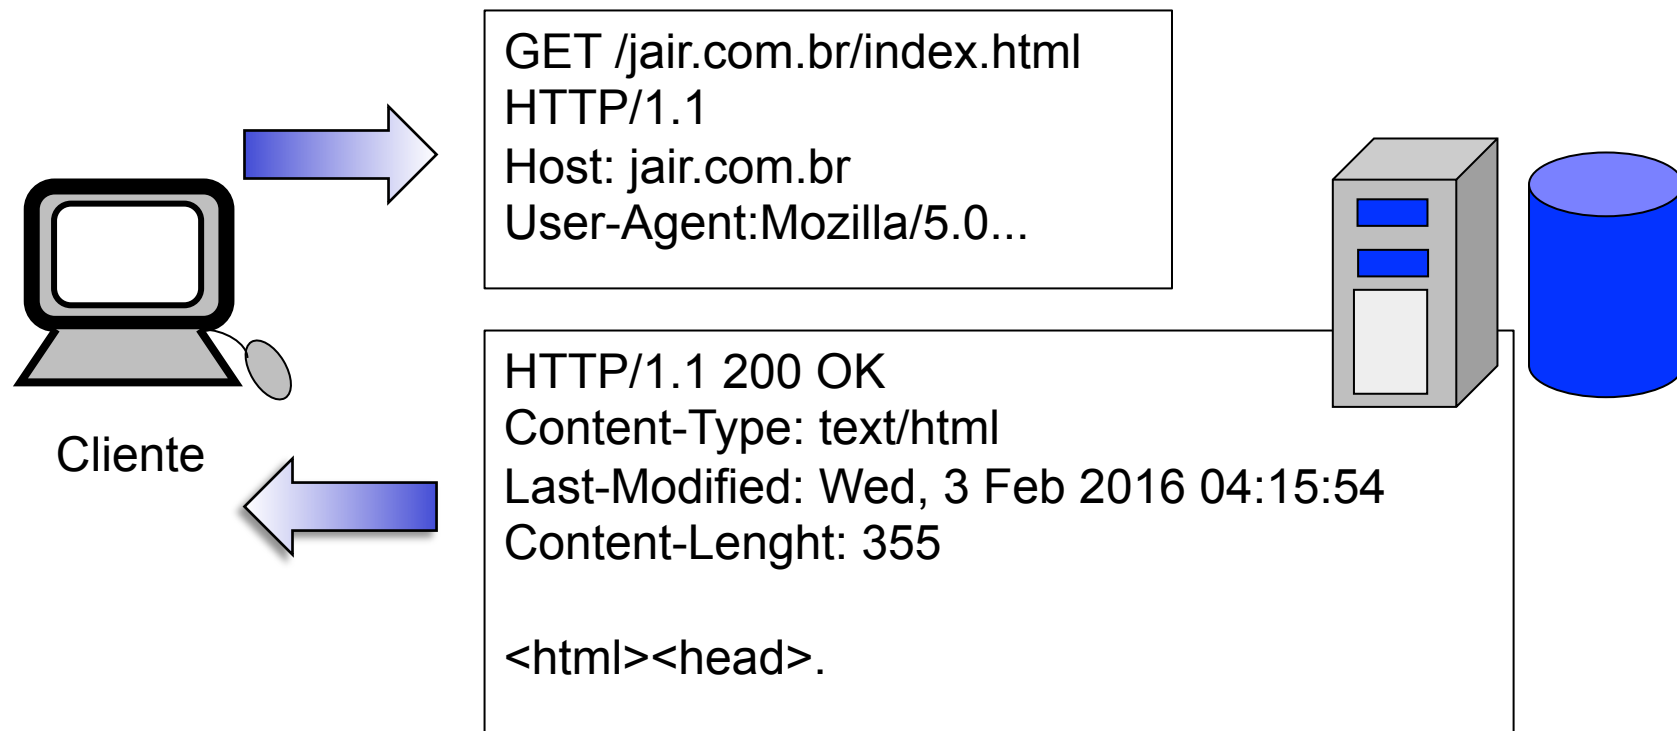 GET /jair.com.br/index.html
HTTP/1.1
Host: jair.com.br
User-Agent:Mozilla/5.0...
Cliente
HTTP/1.1 200 OK
Content-Type: text/html
Last-Modified: Wed, 3 Feb 2016 04:15:54
Content-Lenght: 355
<html><head>.